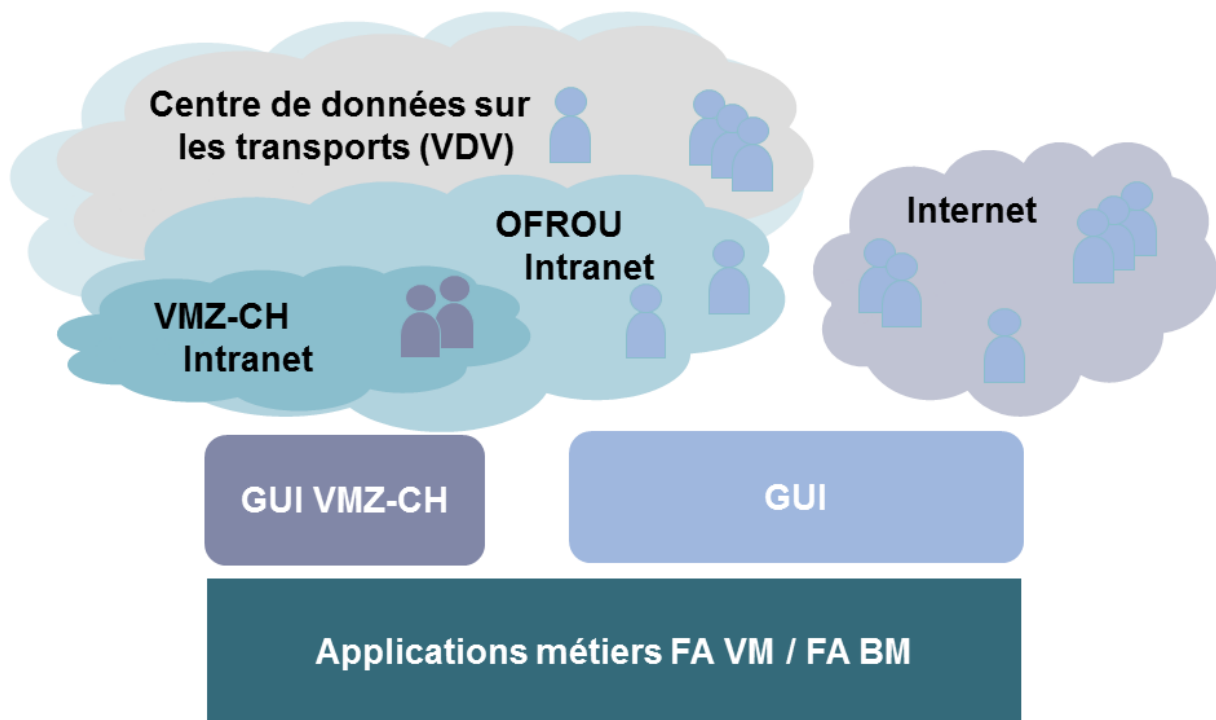 Centre de données sur
les transports (VDV)
OFROU
Intranet
Internet
VMZ-CH
Intranet
GUI VMZ-CH
GUI
Applications métiers FA VM / FA BM